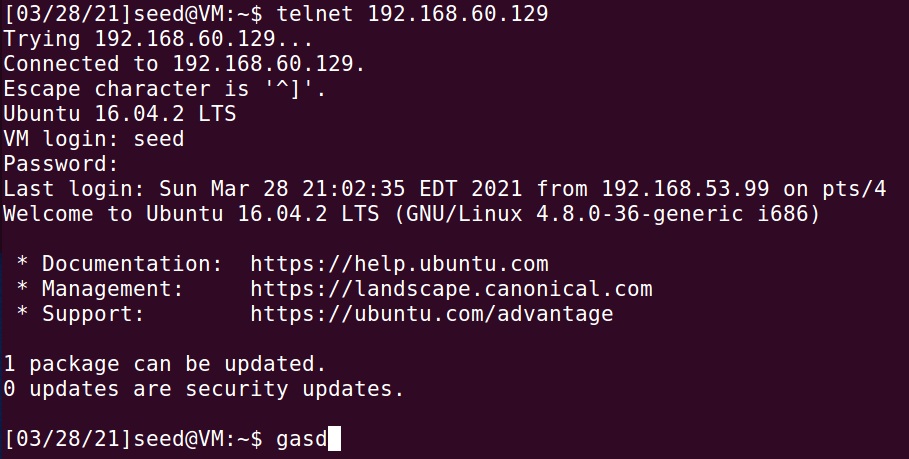 [03/28/21]seed@VM:~$ telnet 192.168.60.129
Trying 192.168.60.129...
Connected to 192.168.60.129.
Escape character is '^]'.
Ubuntu 16.04.2 LTS
VM login: seed
Password:
Last login: Sun Mar 28 21:02:35 EDT 2021 from 192.168.53.99 on pts/4
Welcome to Ubuntu 16.04.2 LTS (GNU/Linux 4.8.0-36-generic i686)
 * Documentation:  https://help.ubuntu.com
 * Management:     https://landscape.canonical.com
 * Support:        https://ubuntu.com/advantage
1 package can be updated.
0 updates are security updates.
[03/28/21]seed@VM:~$ gasd